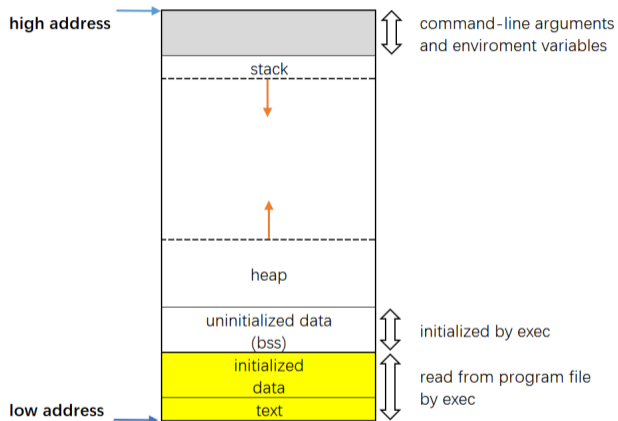 high address
command-line arguments
and enviroment variables
stack
heap
uninitialized data
(bss)
initialized by exec
initialized
data
read from program file
by exec
low address
text